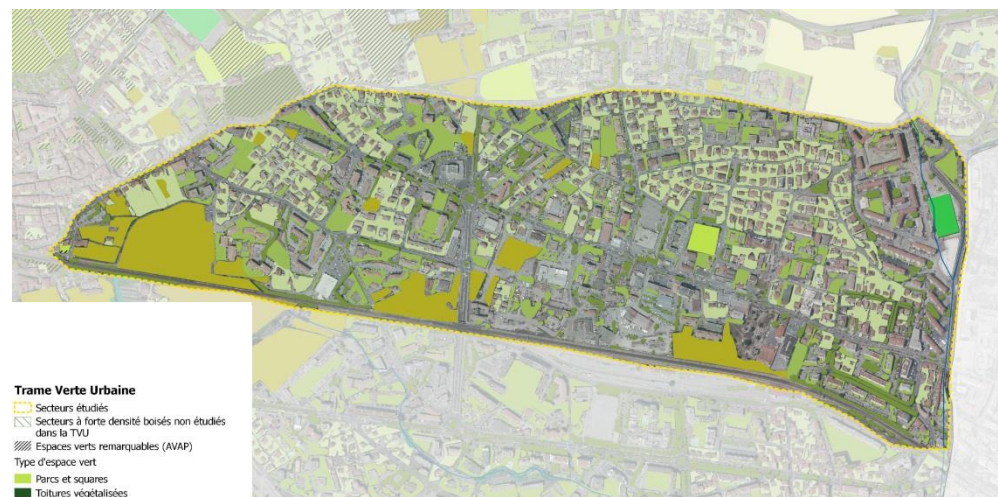 Trame Verte Urbaine
Secteurs étudiés
Secteurs à forte densité boisés non étudiés
dans la TVU
Espaces verts remarquables (AVAP)
Type d'espace vert
Parcs et squares
Toitures végétalisées